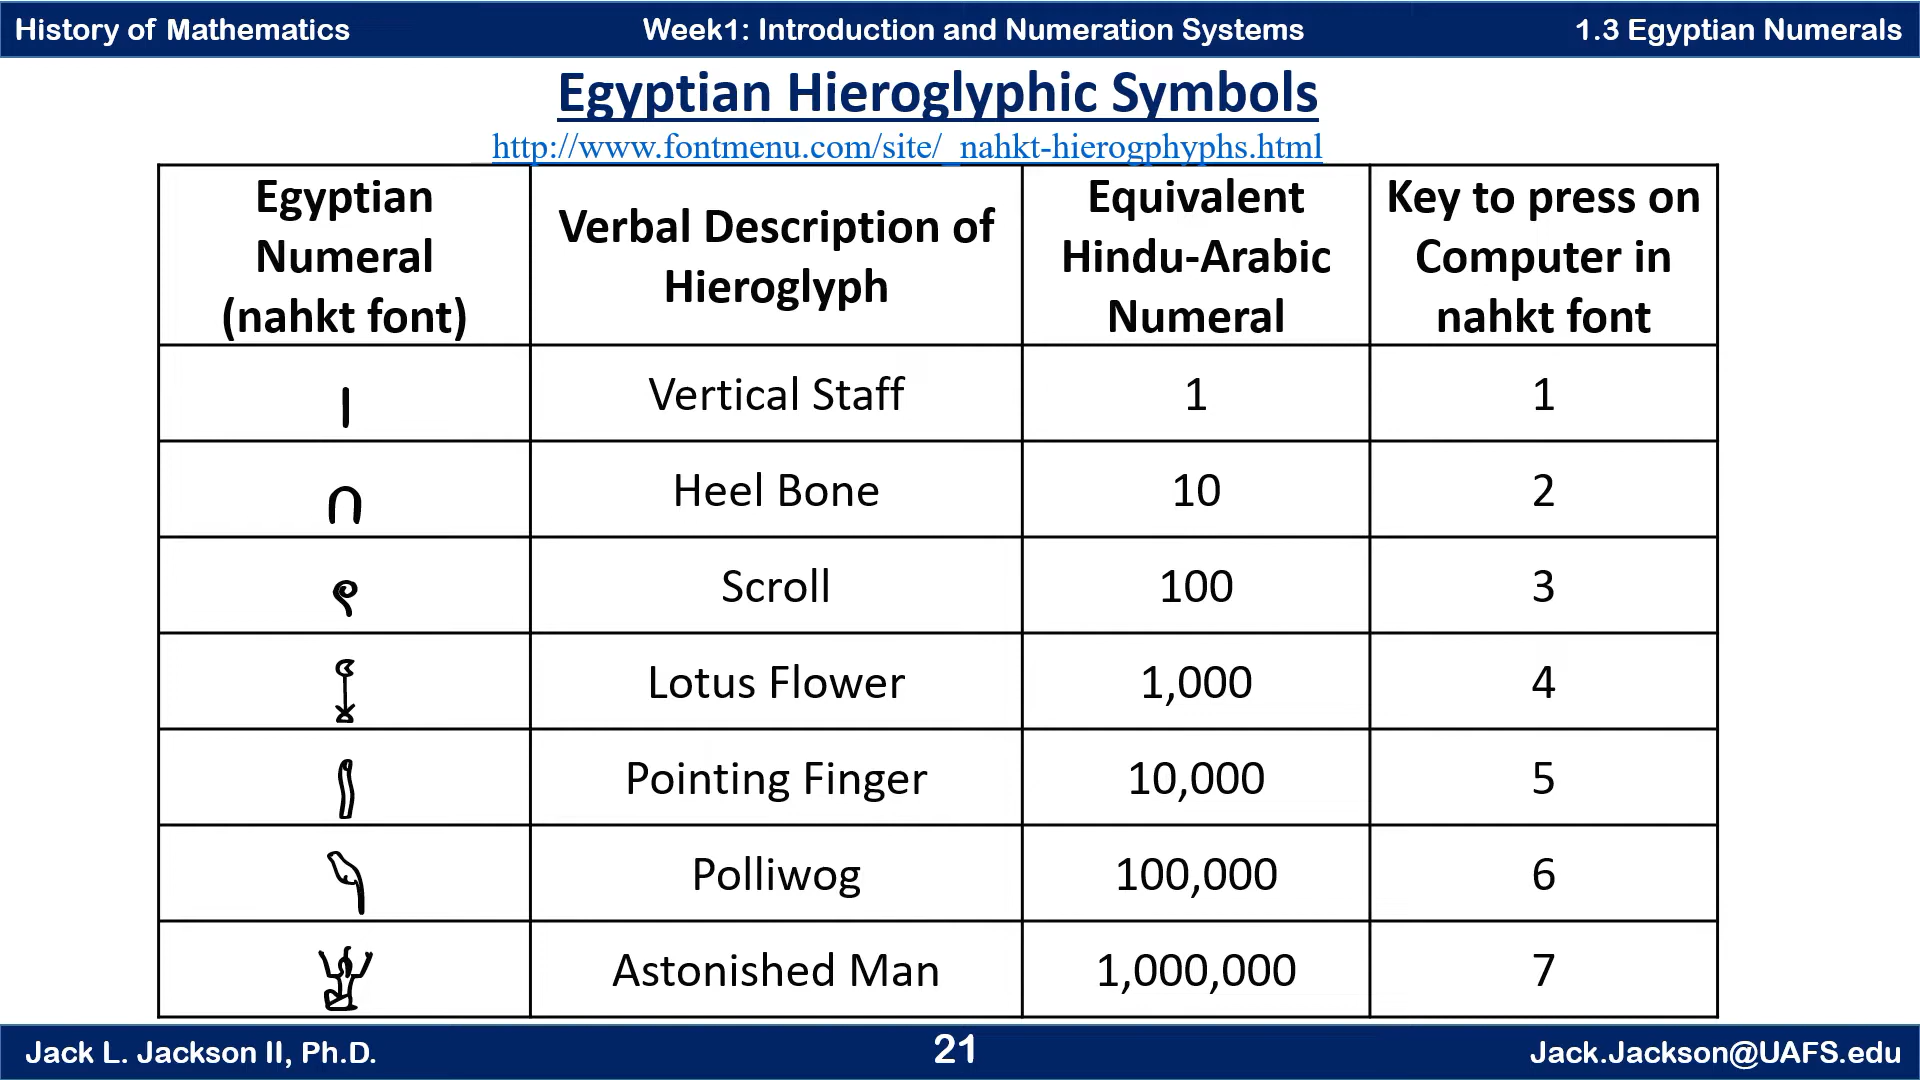 History of Mathematics
Week1: Introduction and Numeration Systems
1.3 Egyptian Numerals
Egyptian Hieroglyphic Symbols
http://www.fontmenu.com/site/_nahkt-hierogphyphs.html
Egyptian
Numeral
(nahkt font)
Verbal Description of
Hieroglyph
Equivalent
Hindu-Arabic
Numeral
Key to press on
Computer in
nahkt font
𓏺 Vertical Staff 1 1
𓎆 Heel Bone 10 2
𓍢 Scroll 100 3
𓆼 Lotus Flower 1,000 4
𓂭 Pointing Finger 10,000 5
𓆐 Polliwog 100,000 6
𓁨 Astonished Man 1,000,000 7
Jack L. Jackson II, Ph.D.
21
Jack.Jackson@UAFS.edu